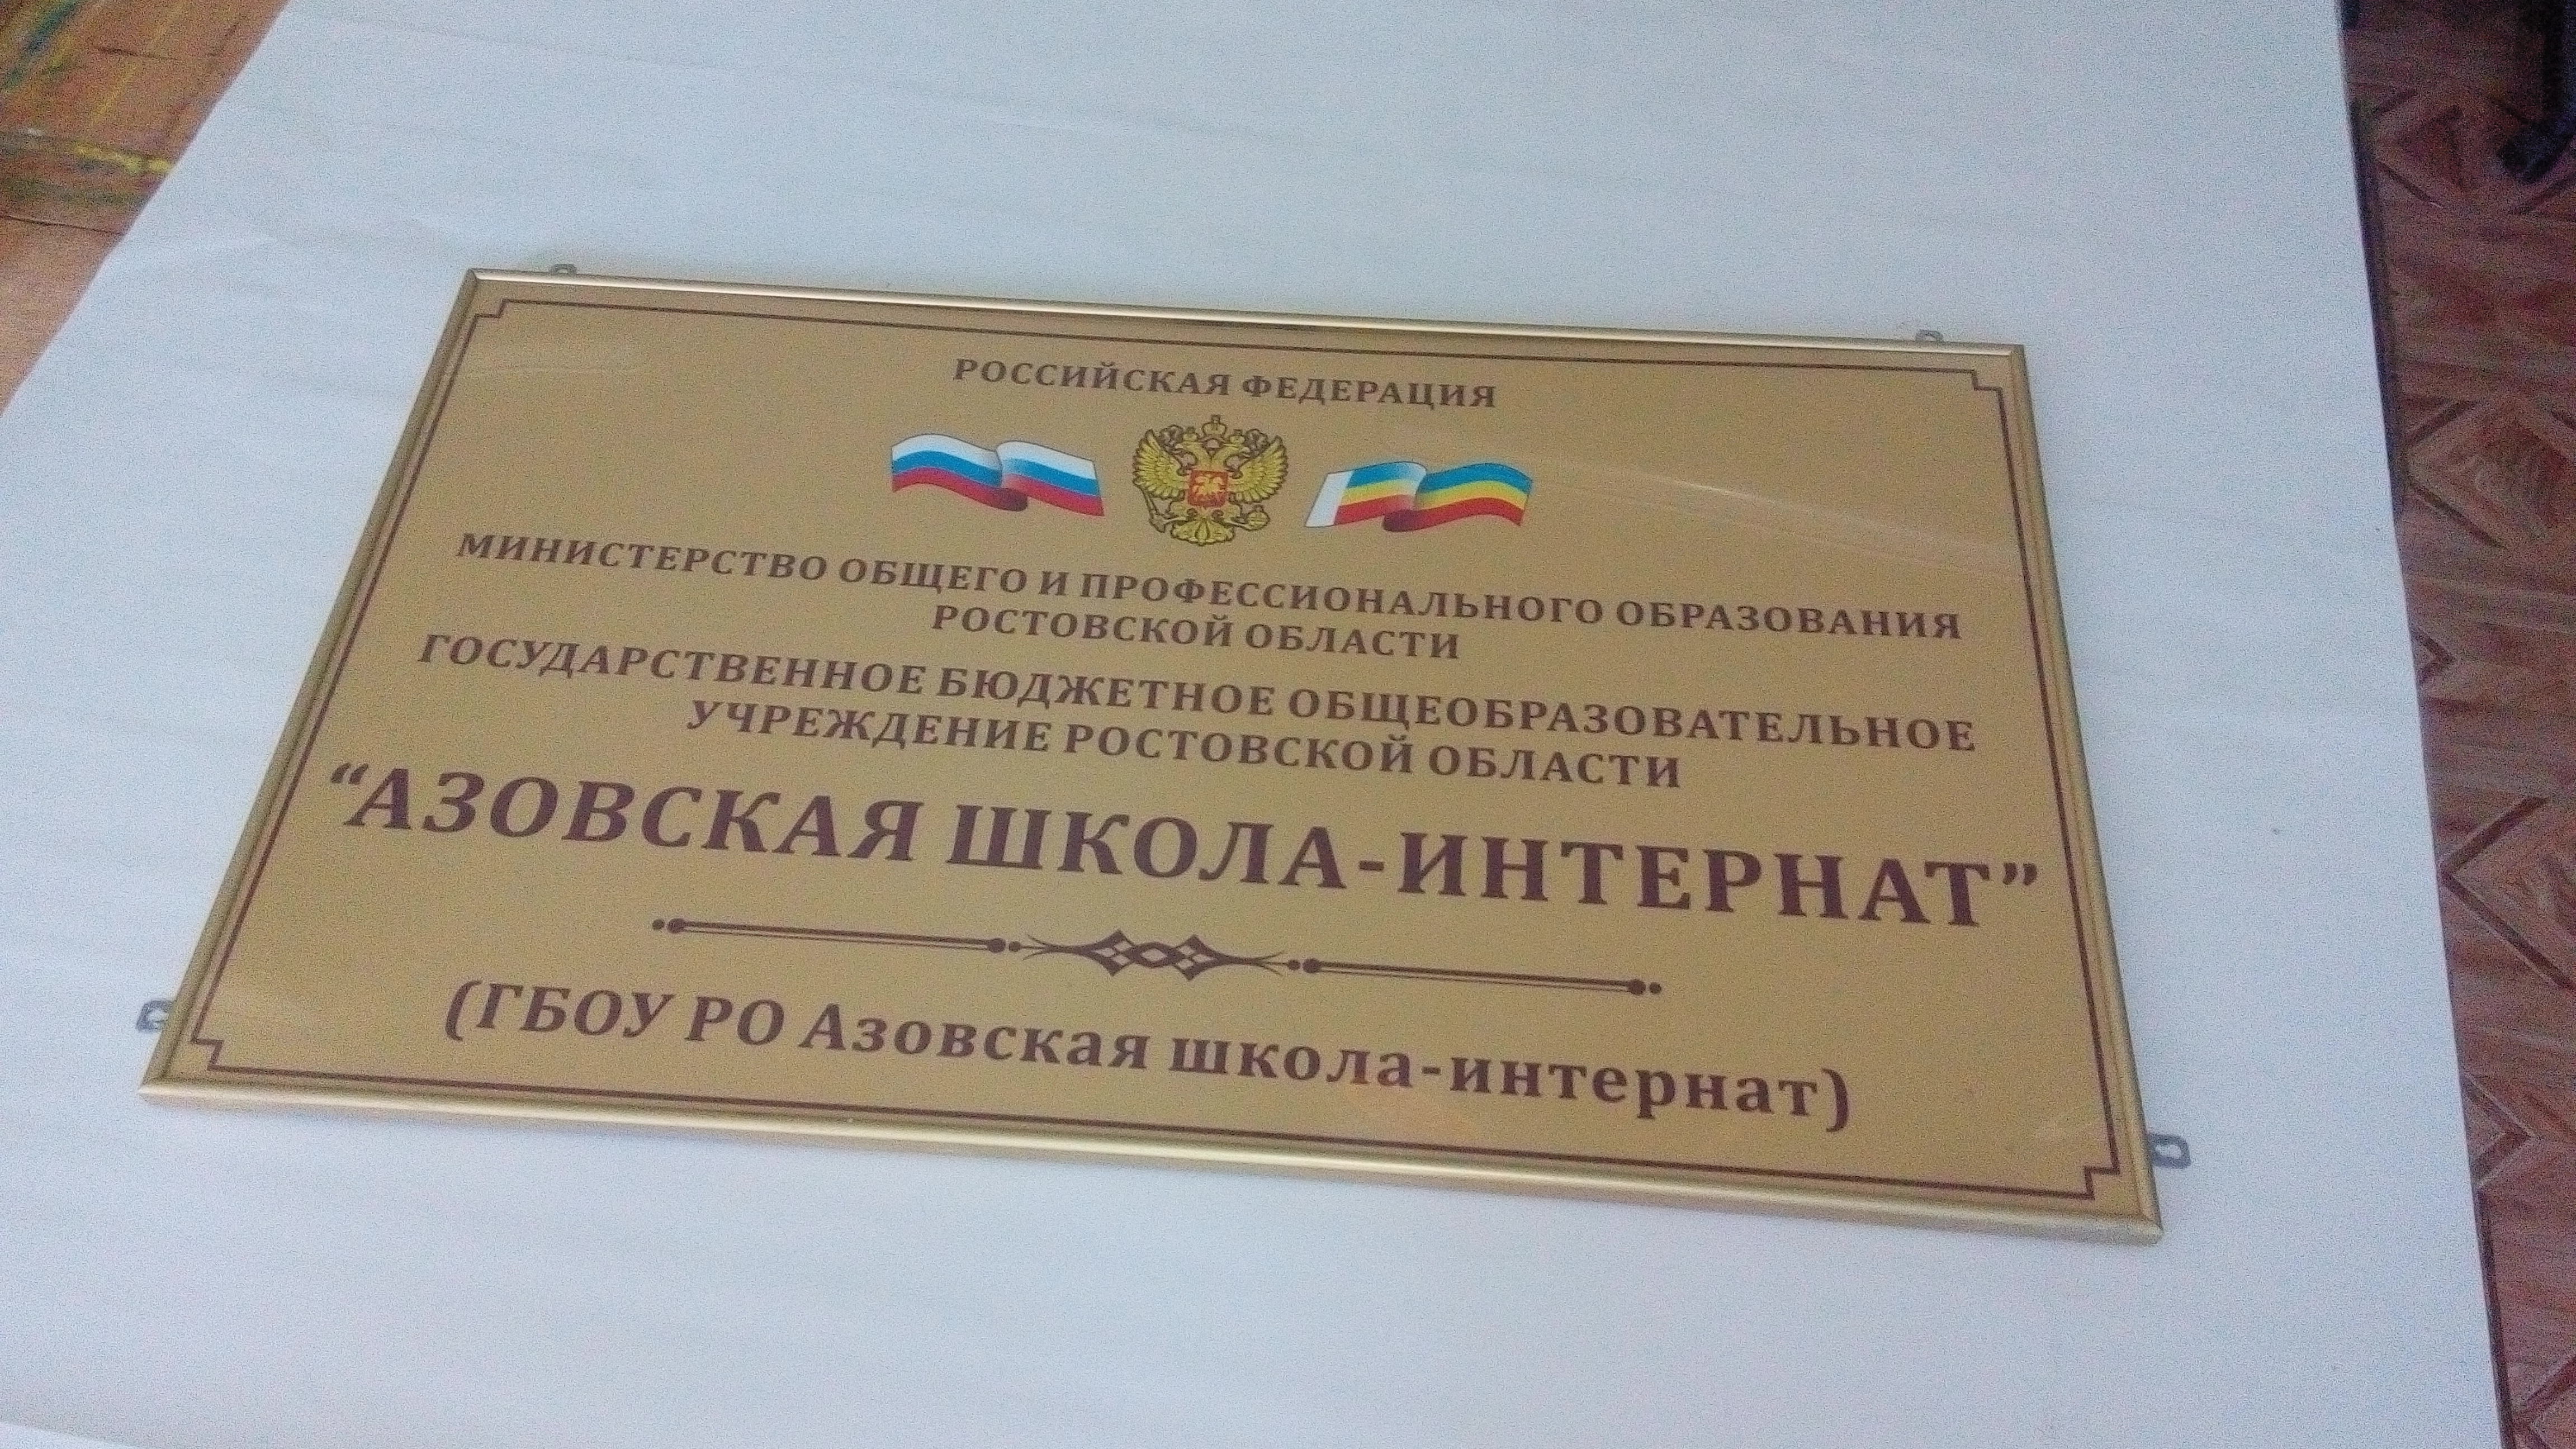 РОССИЙСКАЯ ФЕДЕРАЦИЯ
МИНИСТЕРСТВО ОБЩЕГО И ПРОФЕССИОНАЛЬНОГО ОБРАЗОВАНИЯ
РОСТОВСКОЙ ОБЛАСТИ
ГОСУДАРСТВЕННОЕ БЮДЖЕТНОЕ ОБЩЕОБРАЗОВАТЕЛЬНОЕ
УЧРЕЖДЕНИЕ РОСТОВСКОЙ ОБЛАСТИ
“АЗОВСКАЯ ШКОЛА-ИНТЕРНАТ”
(ГБОУ РО Азовская школа-интернат)